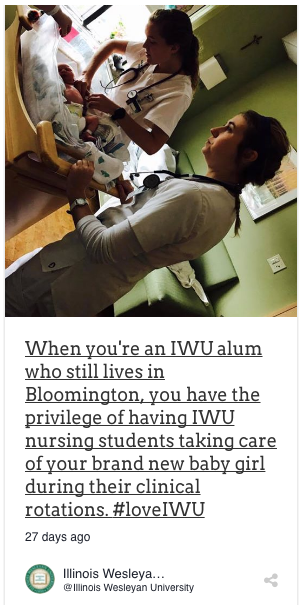 When you're an IWU alum
who still lives in
Bloomington, you have the
privilege of having IWU
nursing students taking care
of your brand new baby girl
during their clinical
rotations. #loveIWU
27 days ago
Illinois Wesleya...
@Illinois Wesleyan University